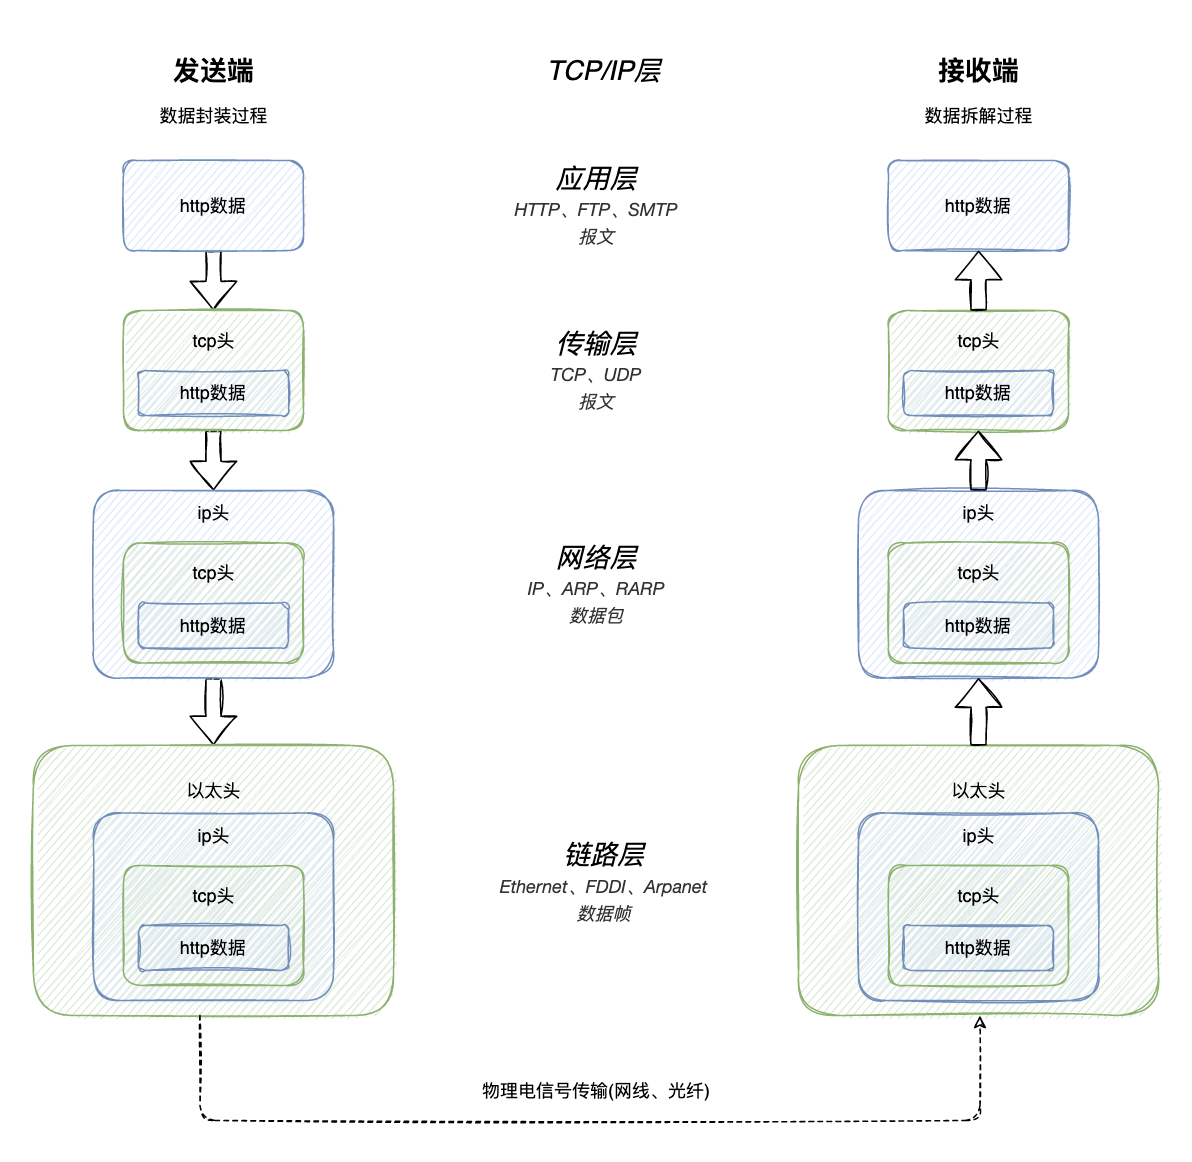 发送端
TCP/IP层
接收端
数据封装过程
数据拆解过程
http数据
应用层
HTTP、FTP、SMTP
报文
http数据
tcp头
http数据
传输层
TCP、UDP
报文
tcp头
http数据
ip头
tcp头
http数据
网络层
IP、ARP、RARP
数据包
ip头
tcp头
http数据
以太头
ip头
tcp头
http数据
链路层
Ethernet、FDDI、Arpanet
数据帧
以太头
ip头
tcp头
http数据
物理电信号传输(网线、光纤)